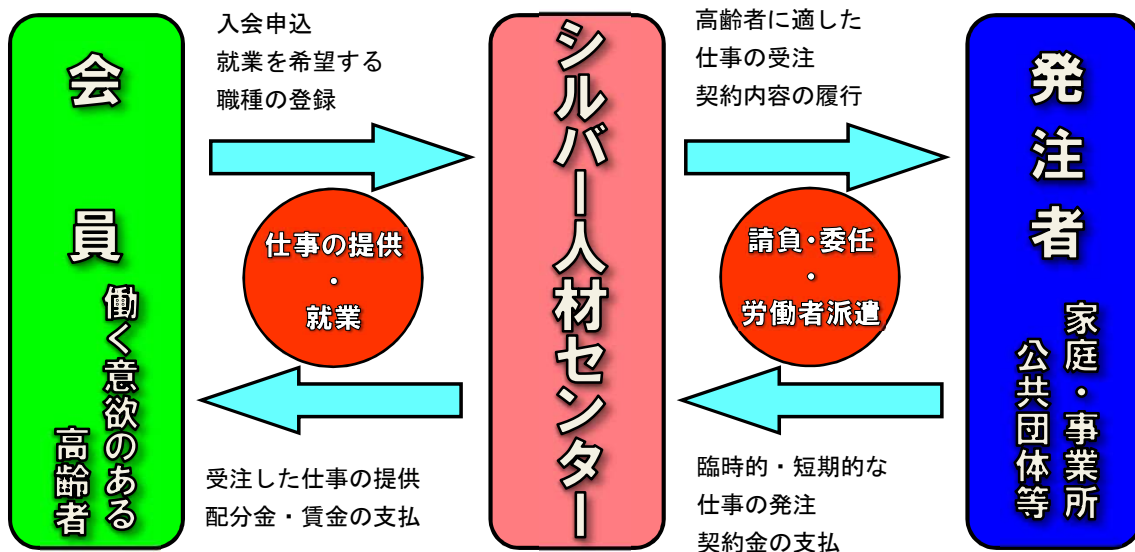 会員
働く意欲のある
高齢者
入会申込
就業を希望する
職種の登録
仕事の提供
・
就業
受注した仕事の提供
配分金・賃金の支払
シルバー人材センター
高齢者に適した
仕事の受注
契約内容の履行
請負・委任
・
労働者派遣
臨時的・短期的な
仕事の発注
契約金の支払
発注者
家庭・事業所
公共団体等